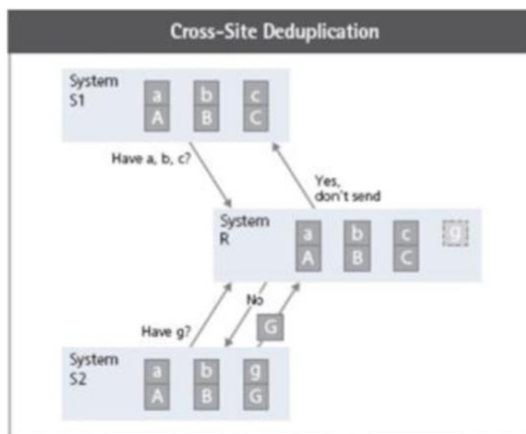 Cross-Site Deduplication
System
S1
a b c
A B C
Have a, b, c?
Yes,
don't send
System
R
a b c g
A B C
No
G
Have g?
System
S2
a b g
A B G